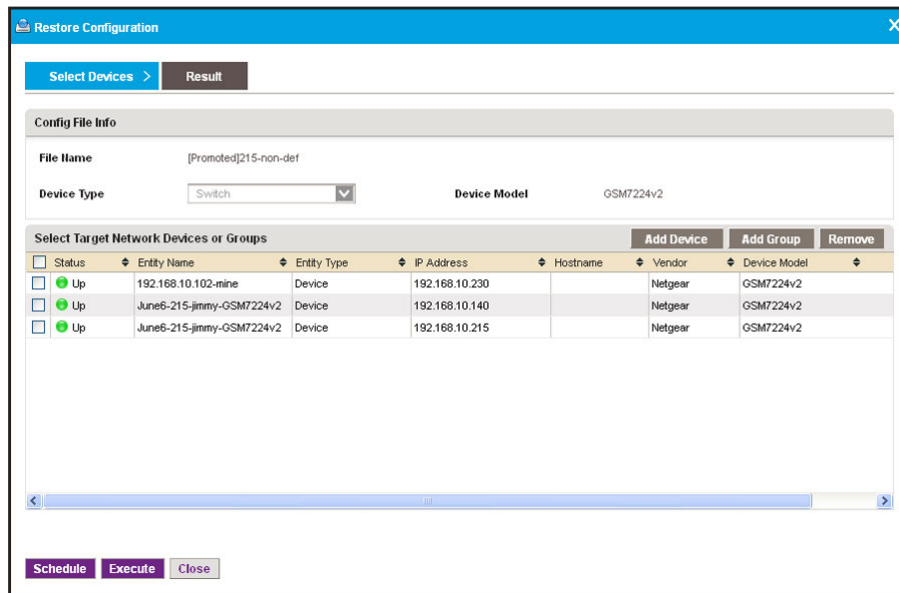 Restore Configuration X
Select Devices > Result
Config File Info
File Name [Promoted]215-non-def
Device Type Switch Device Model GSM7224v2
Select Target Network Devices or Groups Add Device Add Group Remove
Status Entity Name Entity Type IP Address Hostname Vendor Device Model
Up 192.168.10.102-mine Device 192.168.10.230 Netgear GSM7224v2
Up June6-215-jimmy-GSM7224v2 Device 192.168.10.140 Netgear GSM7224v2
Up June6-215-jimmy-GSM7224v2 Device 192.168.10.215 Netgear GSM7224v2
Schedule Execute Close